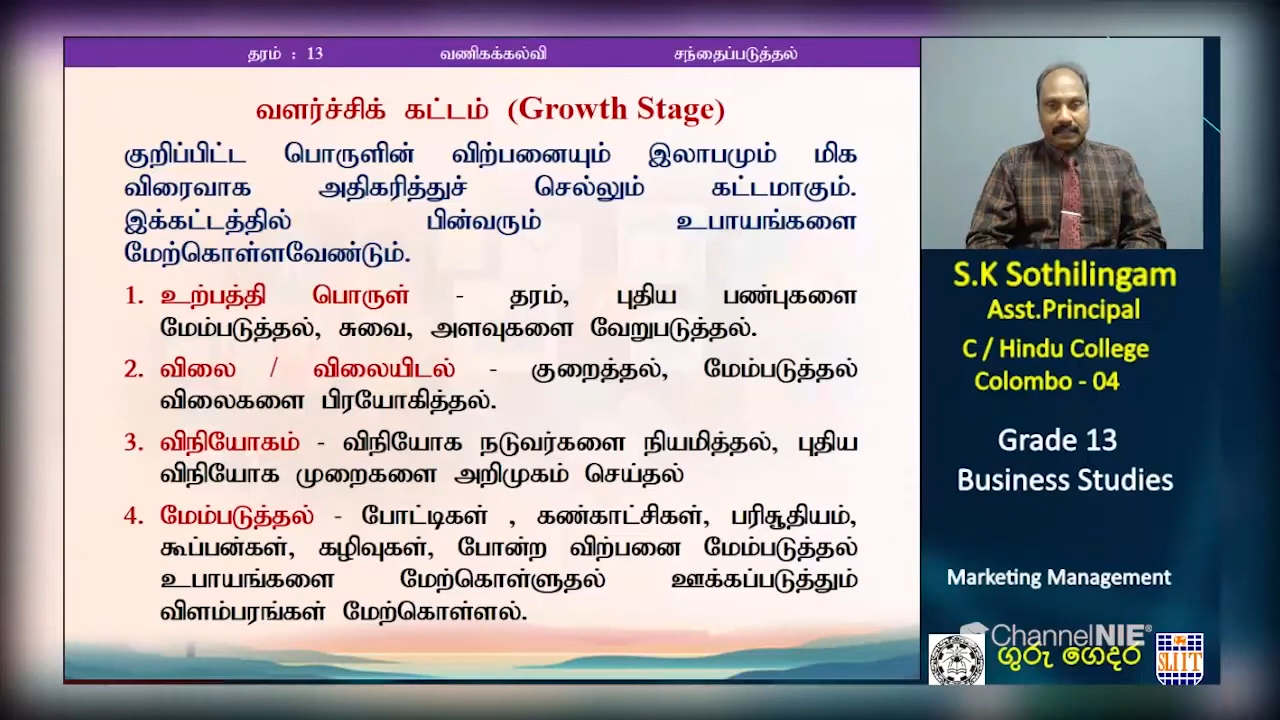 தரம் : 13 வணிகக்கல்வி சந்தைப்படுத்தல்
வளர்ச்சிக் கட்டம் (Growth Stage)
குறிப்பிட்ட பொருளின் விற்பனையும் இலாபமும் மிக
விரைவாக அதிகரித்துச் செல்லும் கட்டமாகும்.
இக்கட்டத்தில் பின்வரும் உபாயங்களை
மேற்கொள்ளவேண்டும்.
1. உற்பத்தி பொருள் - தரம், புதிய பண்புகளை
மேம்படுத்தல், சுவை, அளவுகளை வேறுபடுத்தல்.
2. விலை / விலையிடல் - குறைத்தல், மேம்படுத்தல்
விலைகளை பிரயோகித்தல்.
3. விநியோகம் - விநியோக நடுவர்களை நியமித்தல், புதிய
விநியோக முறைகளை அறிமுகம் செய்தல்
4. மேம்படுத்தல் - போட்டிகள் , கண்காட்சிகள், பரிசூதியம்,
கூப்பன்கள், கழிவுகள், போன்ற விற்பனை மேம்படுத்தல்
உபாயங்களை மேற்கொள்ளுதல் ஊக்கப்படுத்தும்
விளம்பரங்கள் மேற்கொள்ளல்.
S.K Sothilingam
Asst.Principal
C / Hindu College
Colombo - 04
Grade 13
Business Studies
Marketing Management
ChannelNIE®
ගුරු ගෙදර
SLIIT